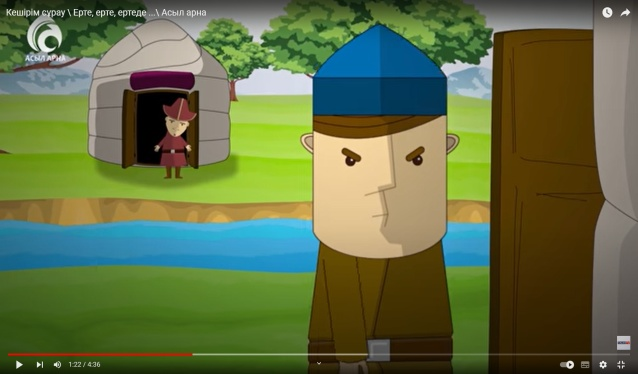 Кешірім сұрау \ Ерте, ерте, ертеде ...\ Асыл арна
АСЫЛ АРНА
1:22 / 4:36